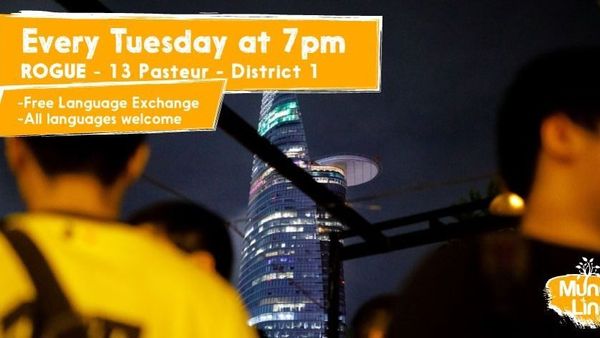 Every Tuesday at 7pm
ROGUE - 13 Pasteur - District 1
-Free Language Exchange
-All languages welcome